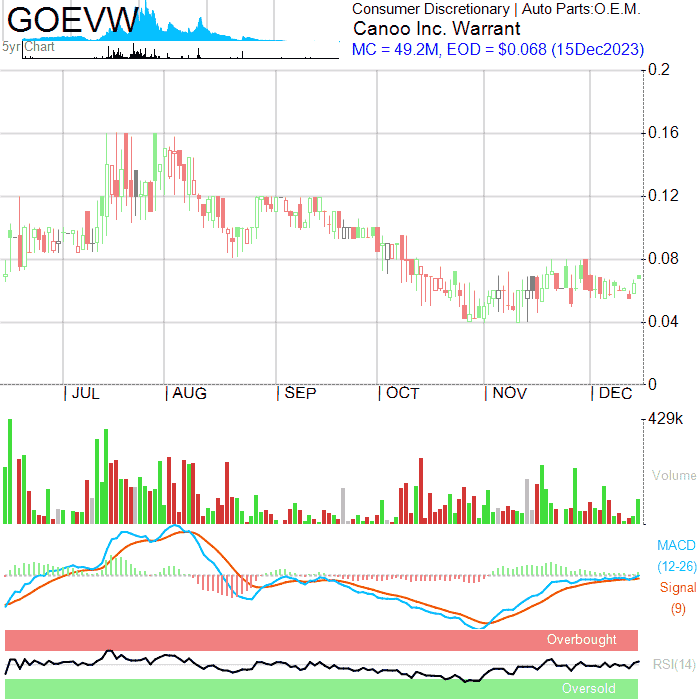 GOEVW
5yr Chart
Consumer Discretionary | Auto Parts:O.E.M.
Canoo Inc. Warrant
MC = 49.2M, EOD = $0.068 (15Dec2023)
0.2
0.16
0.12
0.08
0.04
0
JUL AUG SEP OCT NOV DEC
429k
Volume
MACD
(12-26)
Signal
(9)
Overbought
RSI(14)
Oversold